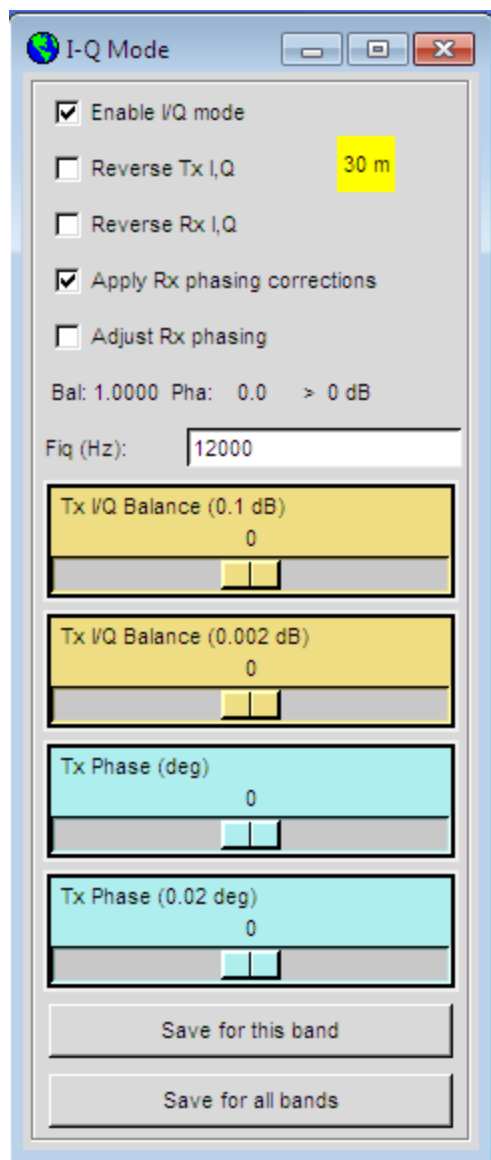 I-Q Mode
Enable I/Q mode
Reverse Tx I,Q
30 m
Reverse Rx I,Q
Apply Rx phasing corrections
Adjust Rx phasing
Bal: 1.0000 Pha: 0.0 > 0 dB
Fiq (Hz): 12000
Tx I/Q Balance (0.1 dB)
0
Tx I/Q Balance (0.002 dB)
0
Tx Phase (deg)
0
Tx Phase (0.02 deg)
0
Save for this band
Save for all bands